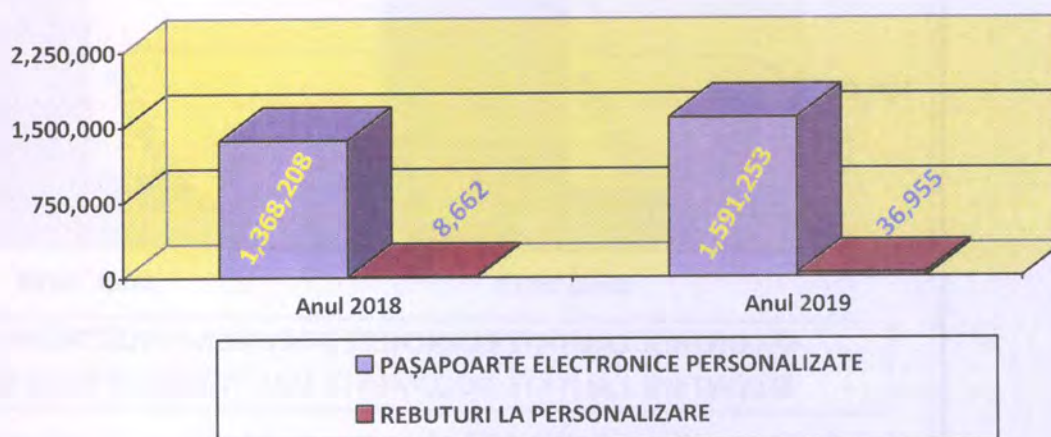 2,250,000
1,500,000
750,000
0
1,368,208
8,662
1,591,253
36,955
Anul 2018
Anul 2019
PAȘAPOARTE ELECTRONICE PERSONALIZATE
REBUTURI LA PERSONALIZARE